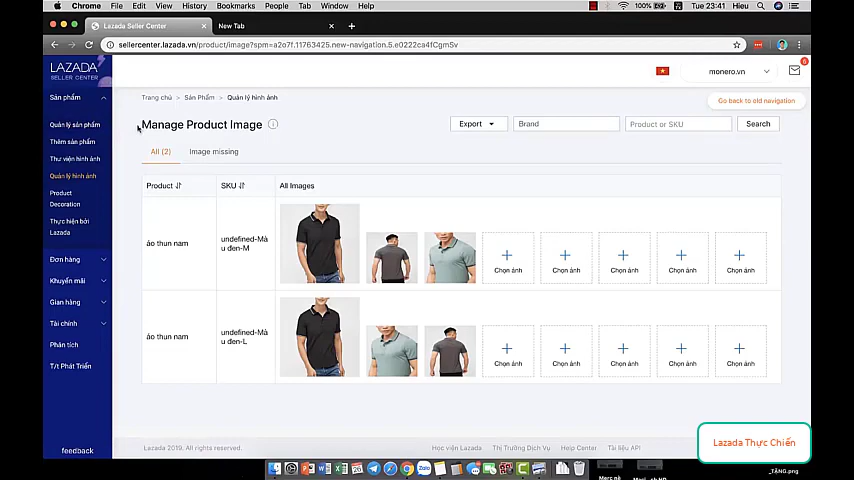 Chrome File Edit View History Bookmarks People Tab Window Help
100% Tue 23:41 Hieu
Lazada Seller Center
New Tab
sellercenter.lazada.vn/product/image?spm=a2o7f.11763425.new-navigation.5.e0222ca4fCgmSv
LAZADA
SELLER CENTER
monero.vn
6
Sản phẩm
Trang chủ > Sản Phẩm > Quản lý hình ảnh
Go back to old navigation
Quản lý sản phẩm
Thêm sản phẩm
Thư viện hình ảnh
Quản lý hình ảnh
Product
Decoration
Thực hiện bởi
Lazada
Đơn hàng
Khuyến mãi
Gian hàng
Tài chính
Phân tích
T/t Phát Triển
feedback
Manage Product Image
Export
Brand
Product or SKU
Search
All (2)
Image missing
Product
SKU
All Images
áo thun nam
undefined-Mà
u đen-M
Chọn ảnh
Chọn ảnh
Chọn ảnh
Chọn ảnh
Chọn ảnh
áo thun nam
undefined-Mà
u đen-L
Chọn ảnh
Chọn ảnh
Chọn ảnh
Chọn ảnh
Chọn ảnh
Lazada 2019. All rights reserved.
Học viện Lazada
Thị Trường Dịch Vụ
Help Center
Tài liệu API
Lazada Thực Chiến
Zalo
_TẶNG.png